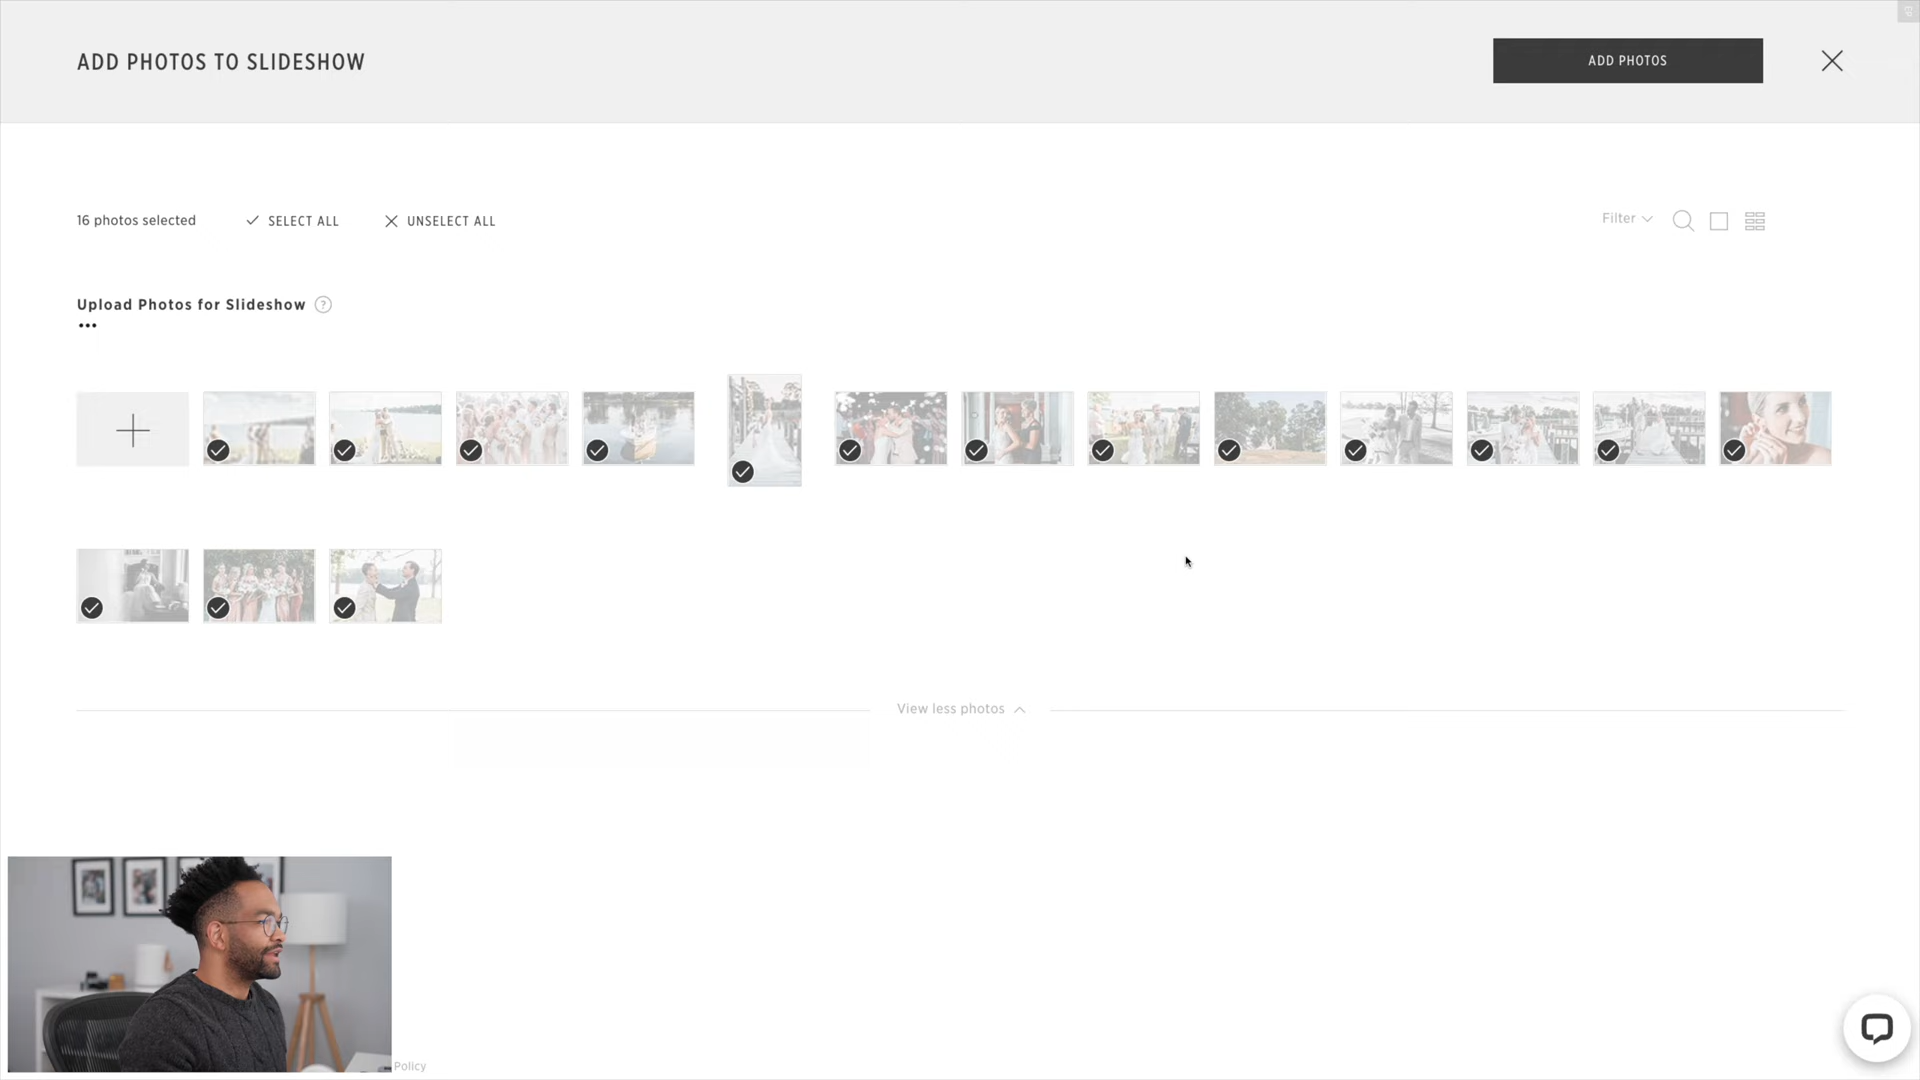 ADD PHOTOS TO SLIDESHOW
ADD PHOTOS
16 photos selected
SELECT ALL
UNSELECT ALL
Filter
Upload Photos for Slideshow ?
•••
View less photos
Policy